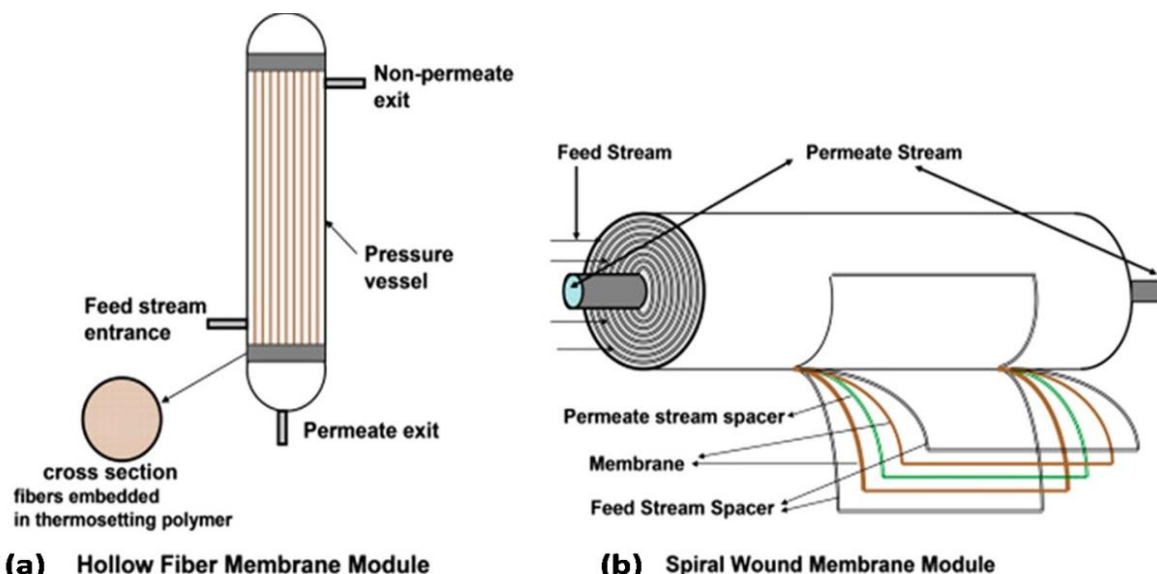 Non-permeate
exit
Pressure
vessel
Feed stream
entrance
Permeate exit
cross section
fibers embedded
in thermosetting polymer
(a) Hollow Fiber Membrane Module
Feed Stream
Permeate Stream
Permeate stream spacer
Membrane
Feed Stream Spacer
(b) Spiral Wound Membrane Module